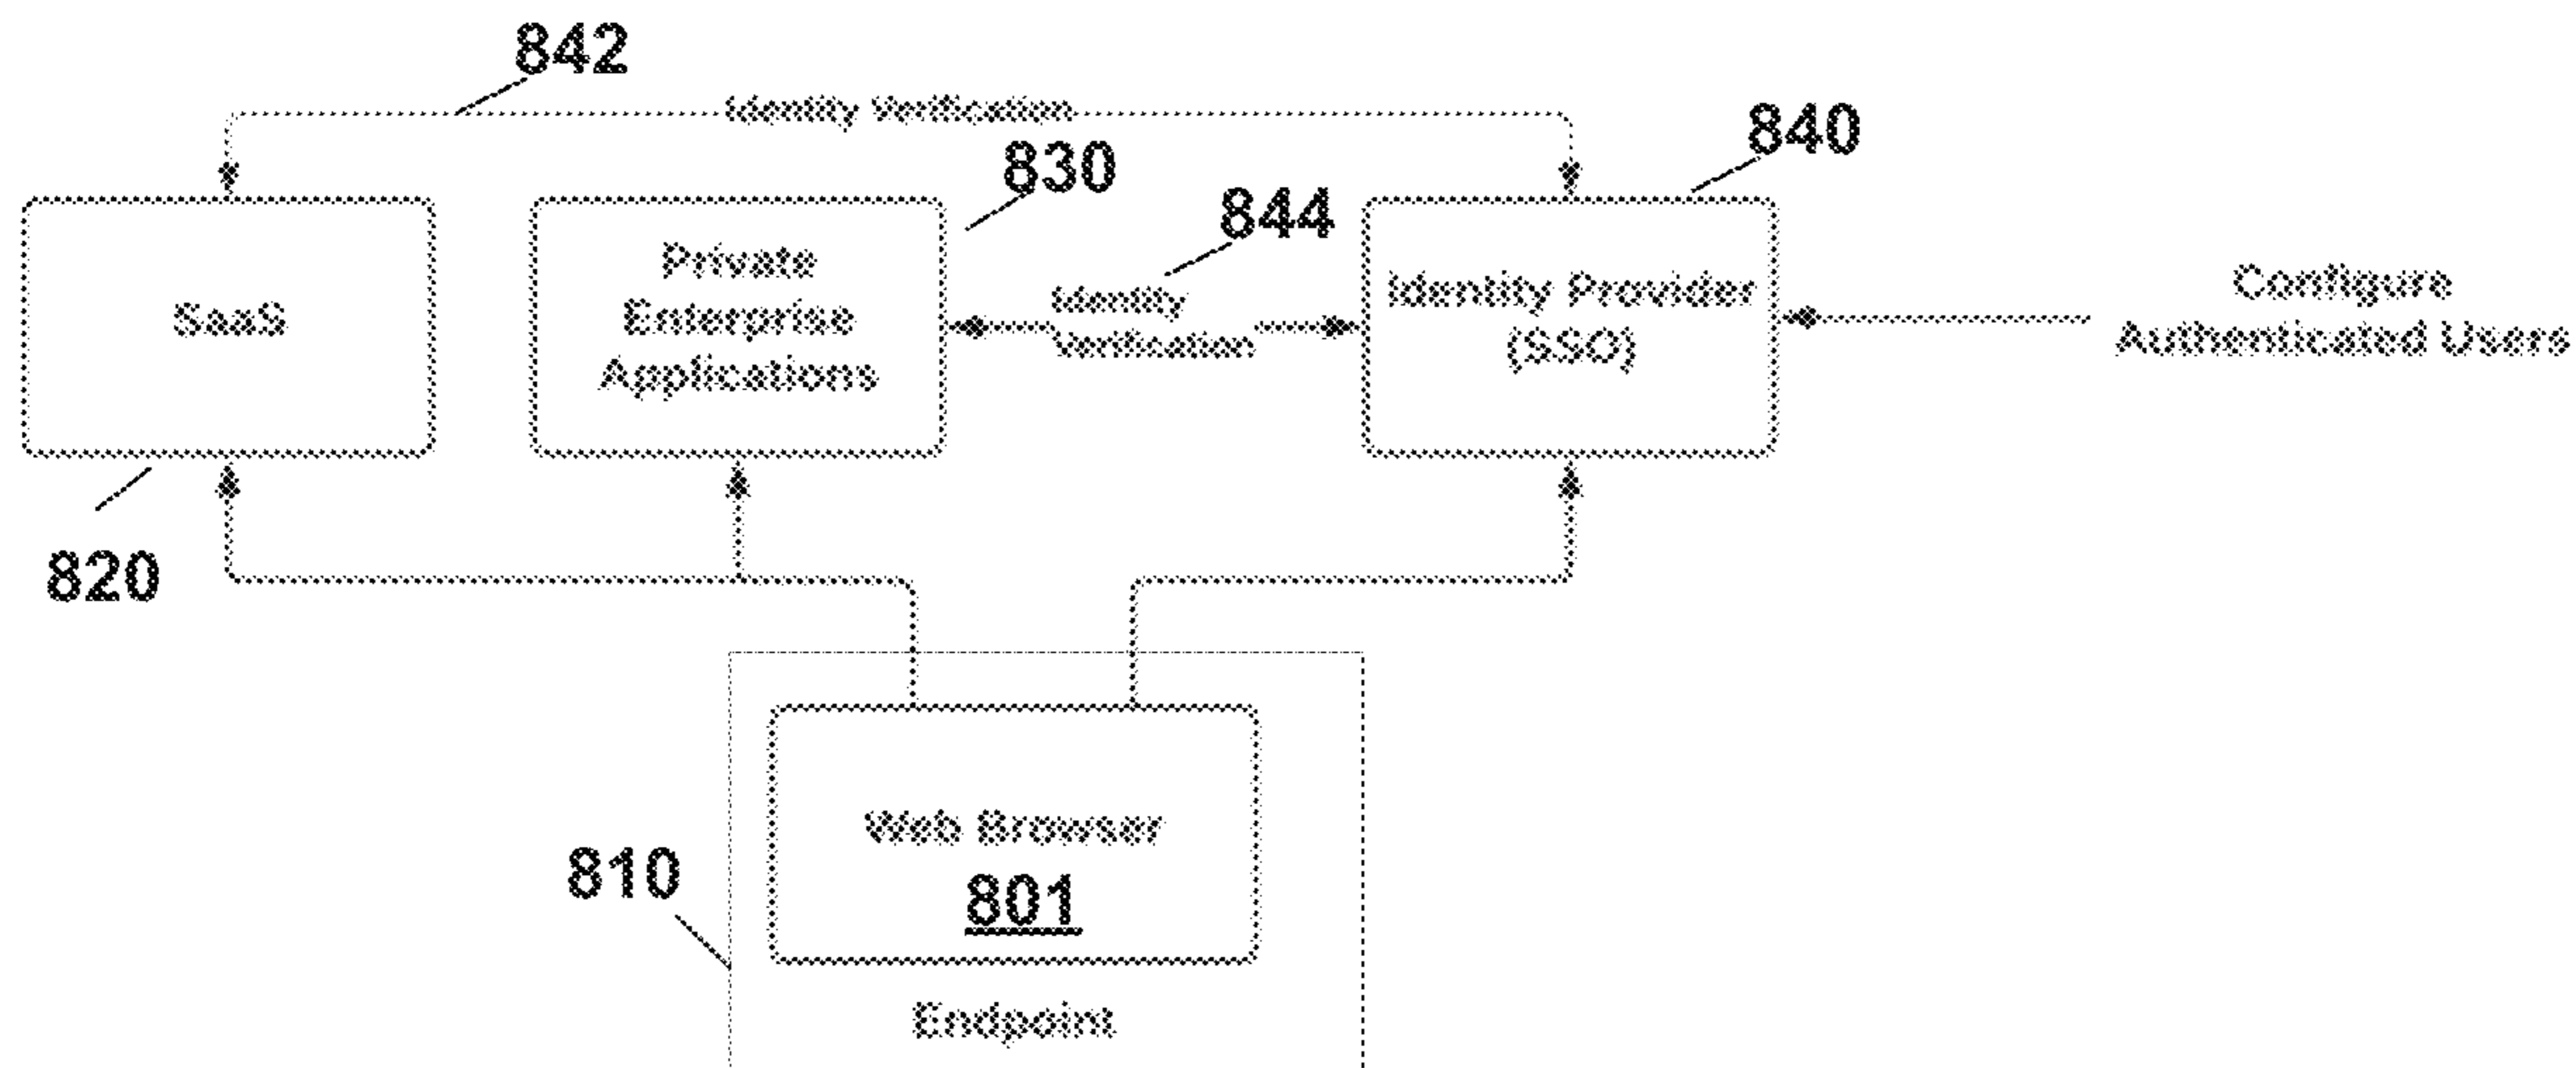 842
Identity Verification
840
830
844
SaaS
Private
Enterprise
Applications
Identity
Verification
Identity Provider
(SSO)
Configure
Authenticated Users
820
Web Browser
801
810
Endpoint